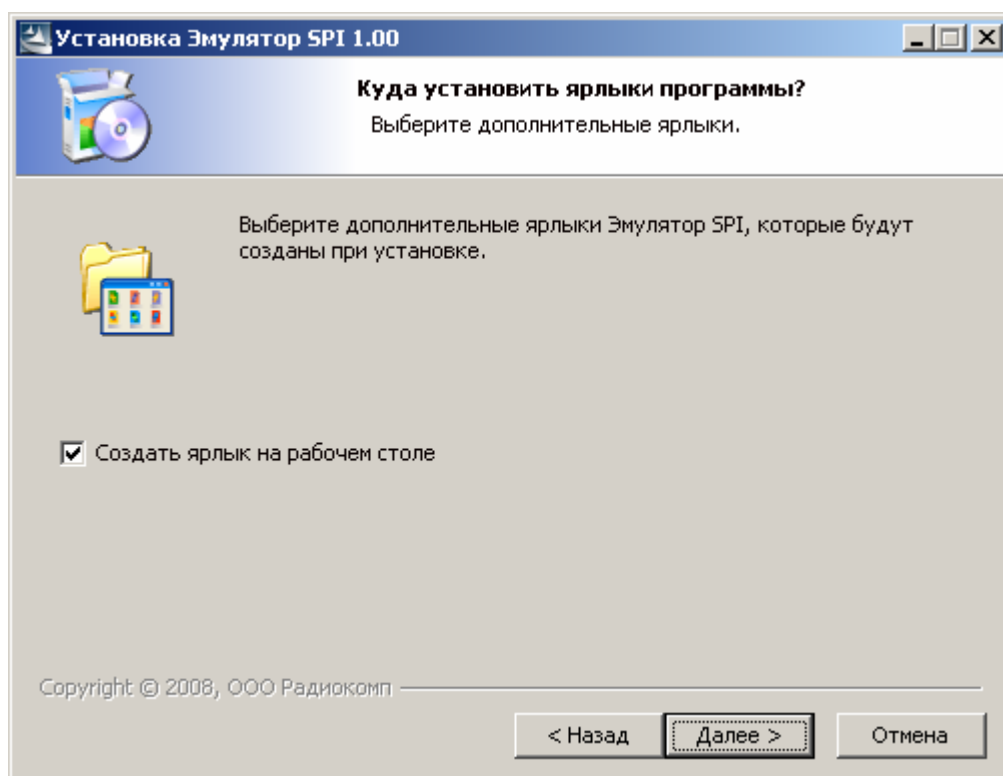 Установка Эмулятор SPI 1.00
Куда установить ярлыки программы?
Выберите дополнительные ярлыки.
Выберите дополнительные ярлыки Эмулятор SPI, которые будут
созданы при установке.
Создать ярлык на рабочем столе
Copyright © 2008, ООО Радиокомп
< Назад Далее > Отмена